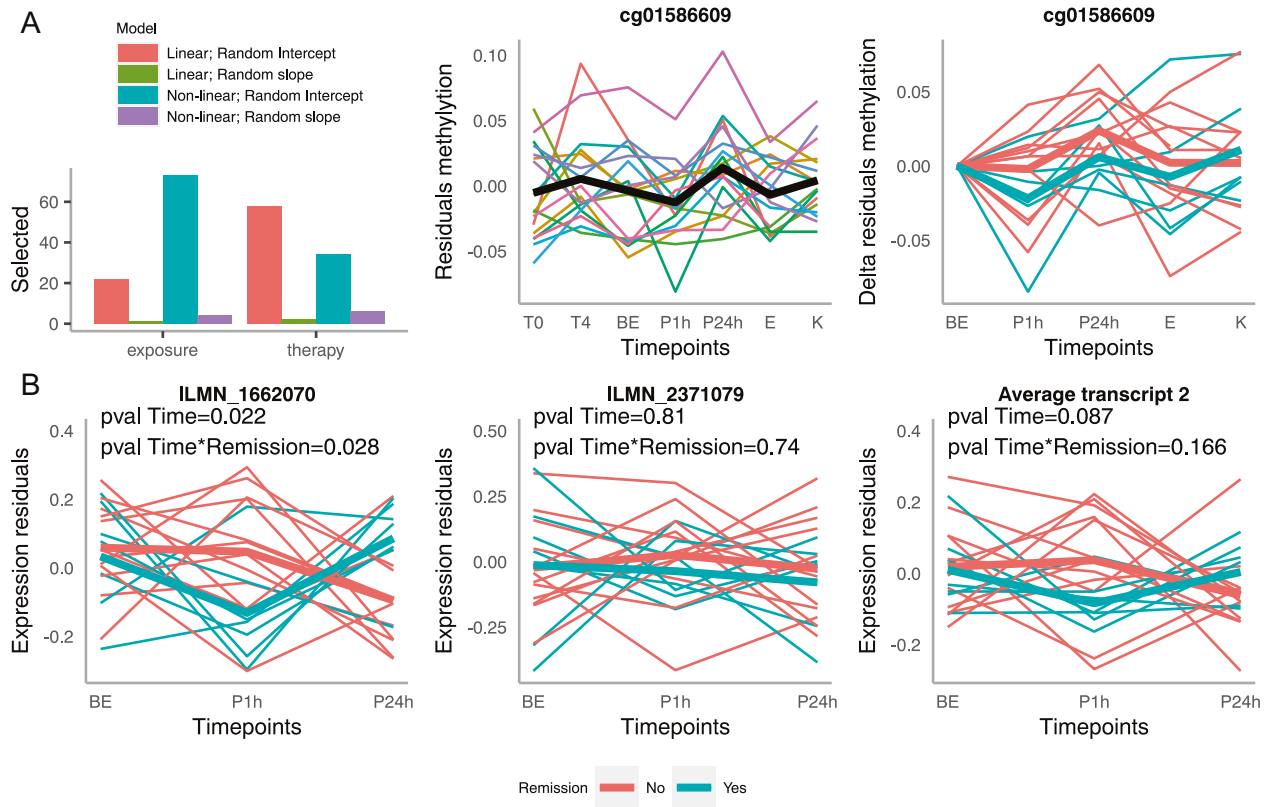 A
Model
Linear; Random Intercept
Linear; Random slope
Non-linear; Random Intercept
Non-linear; Random slope
Selected
60
40
20
0
exposure
therapy
cg01586609
Residuals methylytion
0.10
0.05
0.00
-0.05
T0 T4 BE P1h P24h E K
Timepoints
cg01586609
Delta residuals methylation
0.05
0.00
-0.05
BE P1h P24h E K
Timepoints
B
ILMN_1662070
pval Time=0.022
pval Time*Remission=0.028
Expression residuals
0.4
0.2
0.0
-0.2
BE P1h P24h
Timepoints
ILMN_2371079
pval Time=0.81
pval Time*Remission=0.74
Expression residuals
0.50
0.25
0.00
-0.25
BE P1h P24h
Timepoints
Average transcript 2
pval Time=0.087
pval Time*Remission=0.166
Expression residuals
0.4
0.2
0.0
-0.2
BE P1h P24h
Timepoints
Remission No Yes